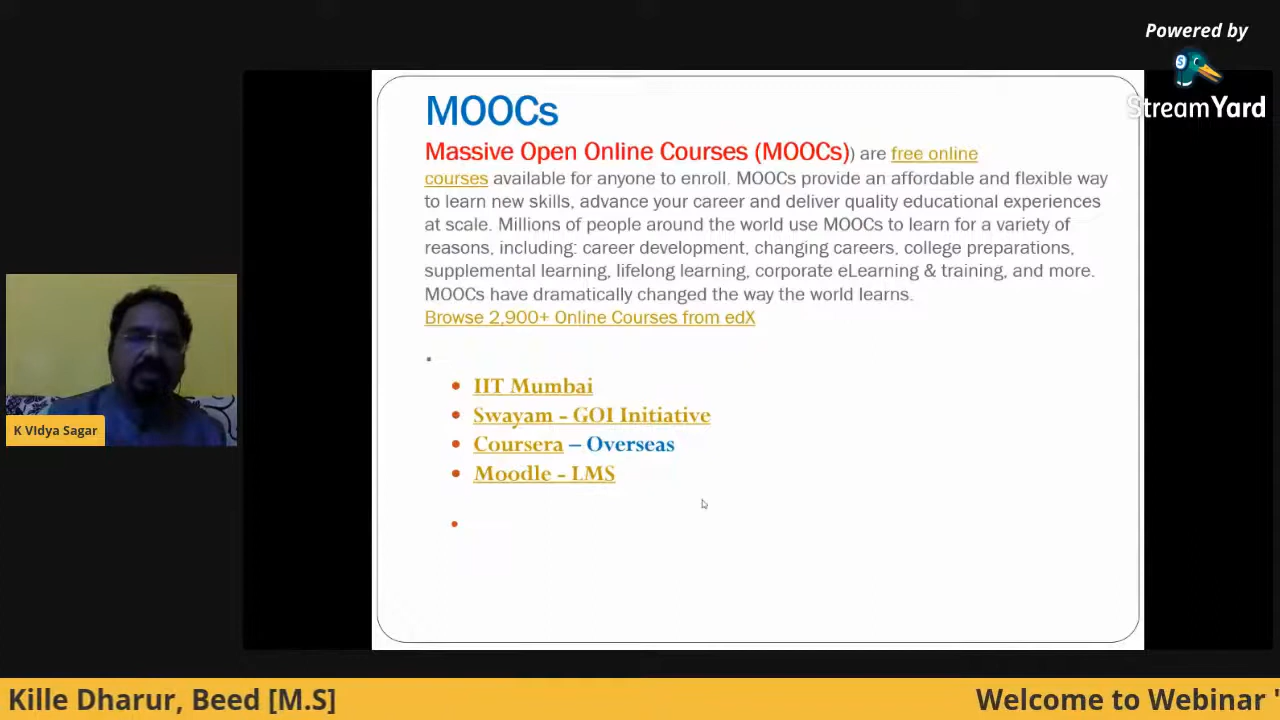 Powered by
StreamYard
MOOCs
Massive Open Online Courses (MOOCs)) are free online
courses available for anyone to enroll. MOOCs provide an affordable and flexible way
to learn new skills, advance your career and deliver quality educational experiences
at scale. Millions of people around the world use MOOCs to learn for a variety of
reasons, including: career development, changing careers, college preparations,
supplemental learning, lifelong learning, corporate eLearning & training, and more.
MOOCs have dramatically changed the way the world learns.
Browse 2,900+ Online Courses from edX
IIT Mumbai
Swayam - GOI Initiative
Coursera – Overseas
Moodle - LMS
K VIdya Sagar
Kille Dharur, Beed [M.S]
Welcome to Webinar '